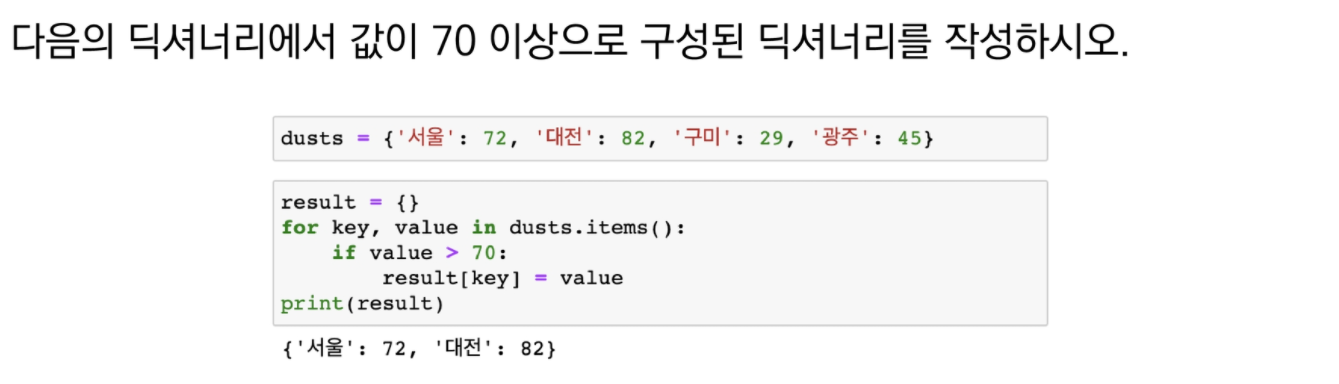 다음의 딕셔너리에서 값이 70 이상으로 구성된 딕셔너리를 작성하시오.
dusts = {'서울': 72, '대전': 82, '구미': 29, '광주': 45}
result = {}
for key, value in dusts.items():
    if value > 70:
        result[key] = value
print(result)
{'서울': 72, '대전': 82}